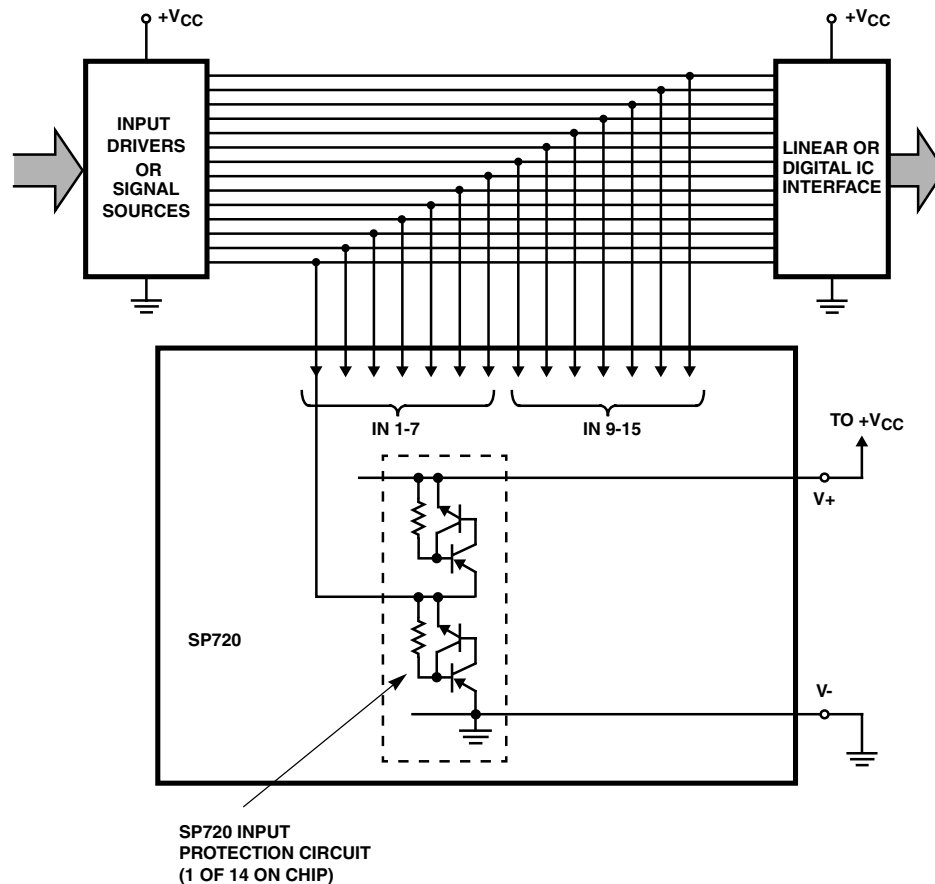 +VCC
+VCC
INPUT
DRIVERS
OR
SIGNAL
SOURCES
LINEAR OR
DIGITAL IC
INTERFACE
IN 1-7
IN 9-15
TO +VCC
V+
SP720
V-
SP720 INPUT
PROTECTION CIRCUIT
(1 OF 14 ON CHIP)